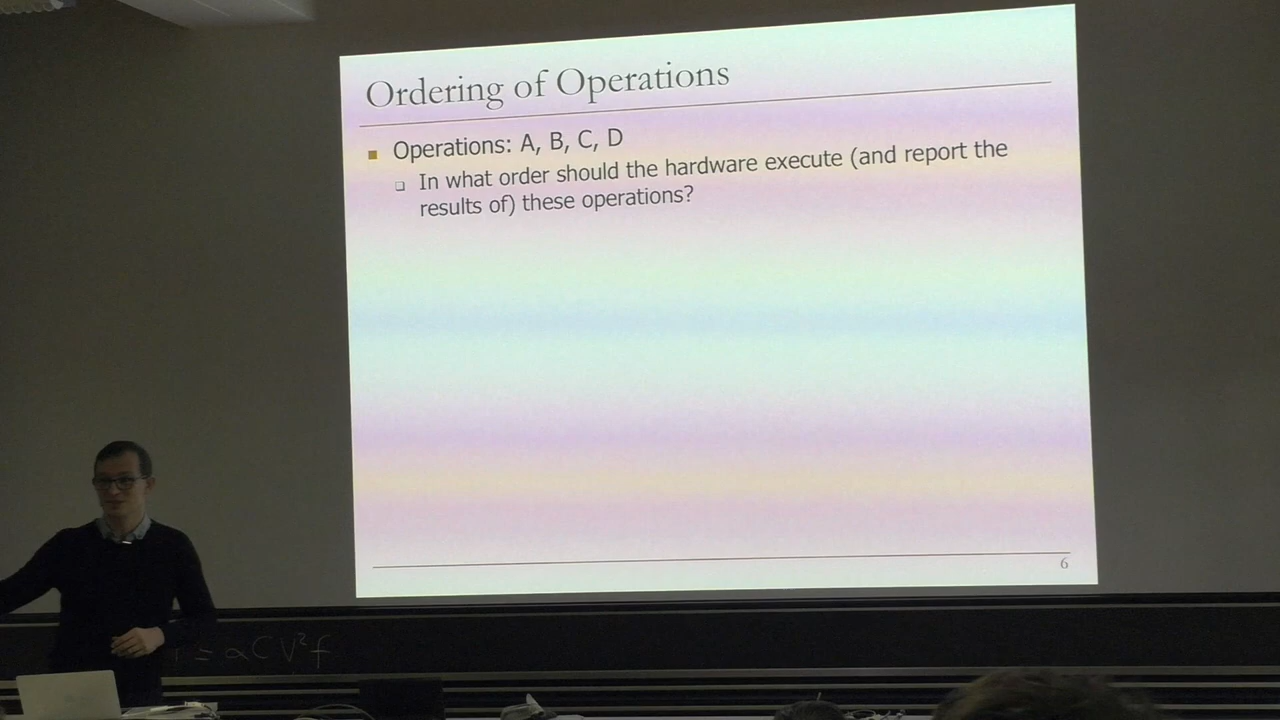 Ordering of Operations
Operations: A, B, C, D
In what order should the hardware execute (and report the
results of) these operations?
6
= αCV²f